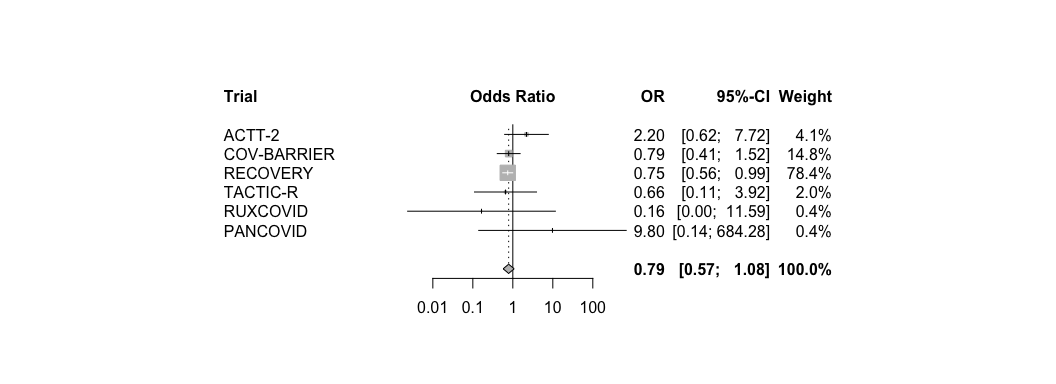 Trial Odds Ratio OR 95%-CI Weight
ACTT-2 2.20 [0.62; 7.72] 4.1%
COV-BARRIER 0.79 [0.41; 1.52] 14.8%
RECOVERY 0.75 [0.56; 0.99] 78.4%
TACTIC-R 0.66 [0.11; 3.92] 2.0%
RUXCOVID 0.16 [0.00; 11.59] 0.4%
PANCOVID 9.80 [0.14; 684.28] 0.4%
0.79 [0.57; 1.08] 100.0%
0.01 0.1 1 10 100